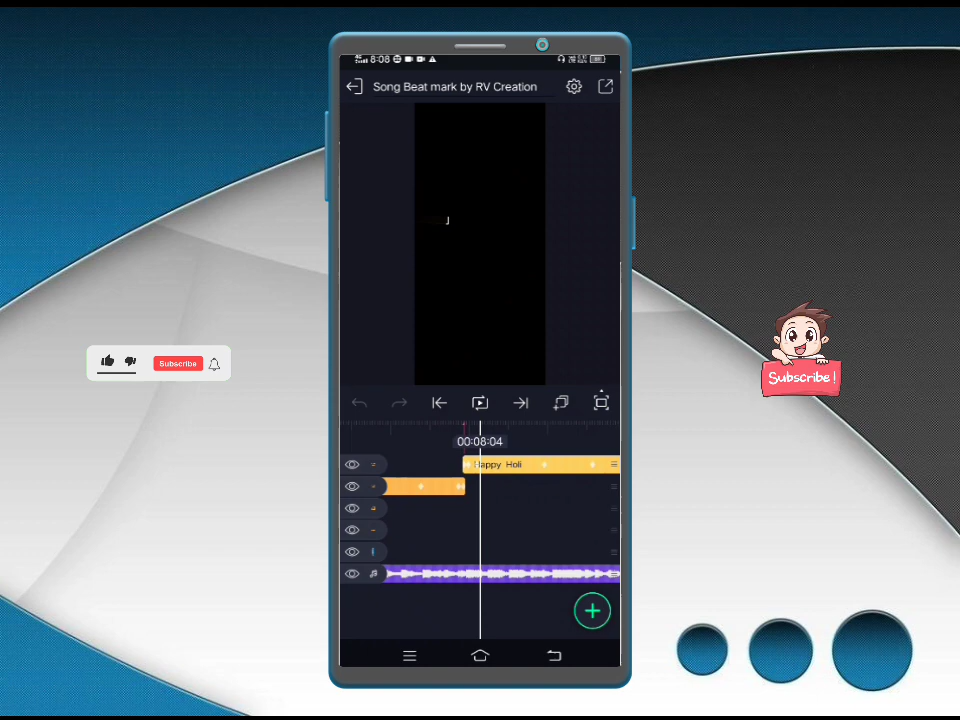 8:08
Song Beat mark by RV Creation
Subscribe
Subscribe !
00:08:04
Happy Holi